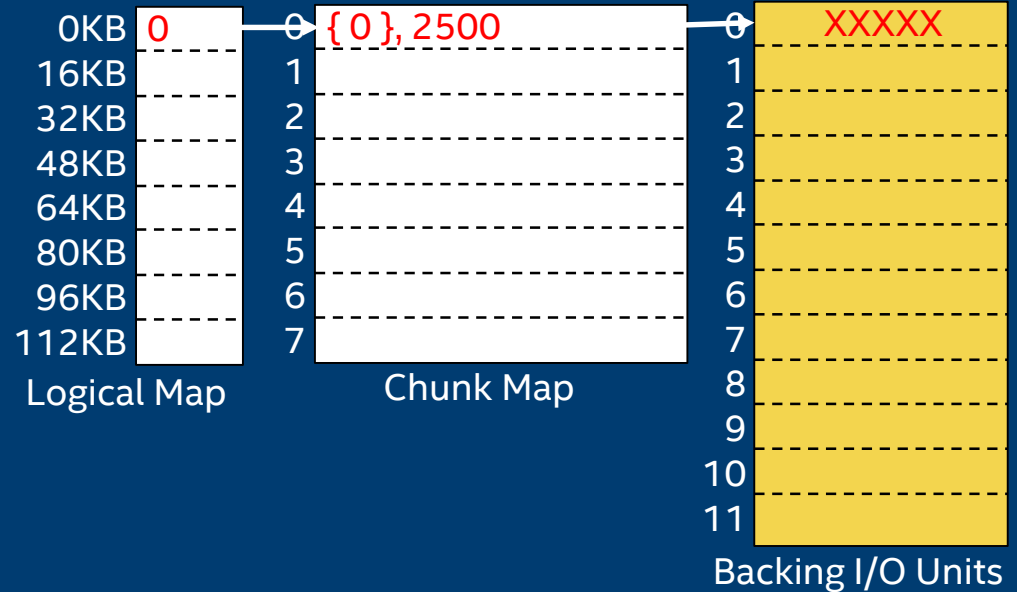 0KB 0 0 { 0 }, 2500 0 XXXXX
16KB 1 1
32KB 2 2
48KB 3 3
64KB 4 4
80KB 5 5
96KB 6 6
112KB 7 7
Logical Map Chunk Map 8
9
10
11
Backing I/O Units